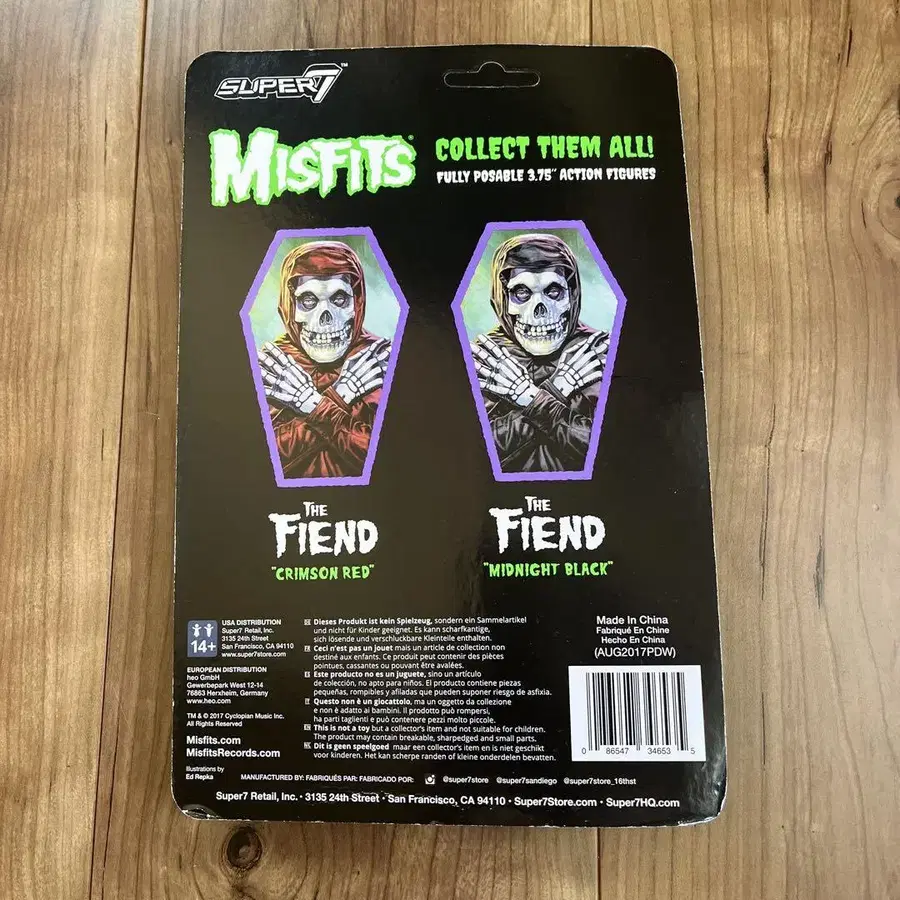 SUPER7™
MISFITS®
COLLECT THEM ALL!
FULLY POSABLE 3.75" ACTION FIGURES
THE
FIEND
"CRIMSON RED"
THE
FIEND
"MIDNIGHT BLACK"
14+
USA DISTRIBUTION
Super7 Retail, Inc.
3135 24th Street
San Francisco, CA 94110
www.super7store.com
EUROPEAN DISTRIBUTION
heo GmbH
Gewerbepark West 12-14
76863 Herxheim, Germany
www.heo.com
TM & © 2017 Cyclopian Music Inc.
All Rights Reserved
Misfits.com
MisfitsRecords.com
Illustrations by
Ed Repka
Dieses Produkt ist kein Spielzeug, sondern ein Sammelartikel
und nicht für Kinder geeignet. Es kann scharfkantige,
sich lösende und verschluckbare Kleinteile enthalten.
Ceci n'est pas un jouet mais un article de collection non
destiné aux enfants. Ce produit peut contenir des pièces
pointues, cassantes ou pouvant être avalées.
Este producto no es un juguete, sino un artículo
de colección, no apto para niños. El producto contiene piezas
pequeñas, rompibles y afiladas que pueden suponer riesgo de asfixia.
Questo non è un giocattolo, ma un oggetto da collezione
e non è adatto ai bambini. Il prodotto può rompersi,
ha parti taglienti e può contenere pezzi molto piccole.
This is not a toy but a collector's item and not suitable for children.
The product may contain breakable, sharpedged and small parts.
Dit is geen speelgoed maar een collector's item en is niet geschikt
voor kinderen. Het kan scherpe randen of kleine onderdelen bevatten.
Made In China
Fabriqué En Chine
Hecho En China
(AUG2017PDW)
0 86547 34653 5
MANUFACTURED BY: FABRIQUÉS PAR: FABRICADO POR: @super7store @super7sandiego @super7store_16thst
Super7 Retail, Inc. • 3135 24th Street • San Francisco, CA 94110 • Super7Store.com • Super7HQ.com